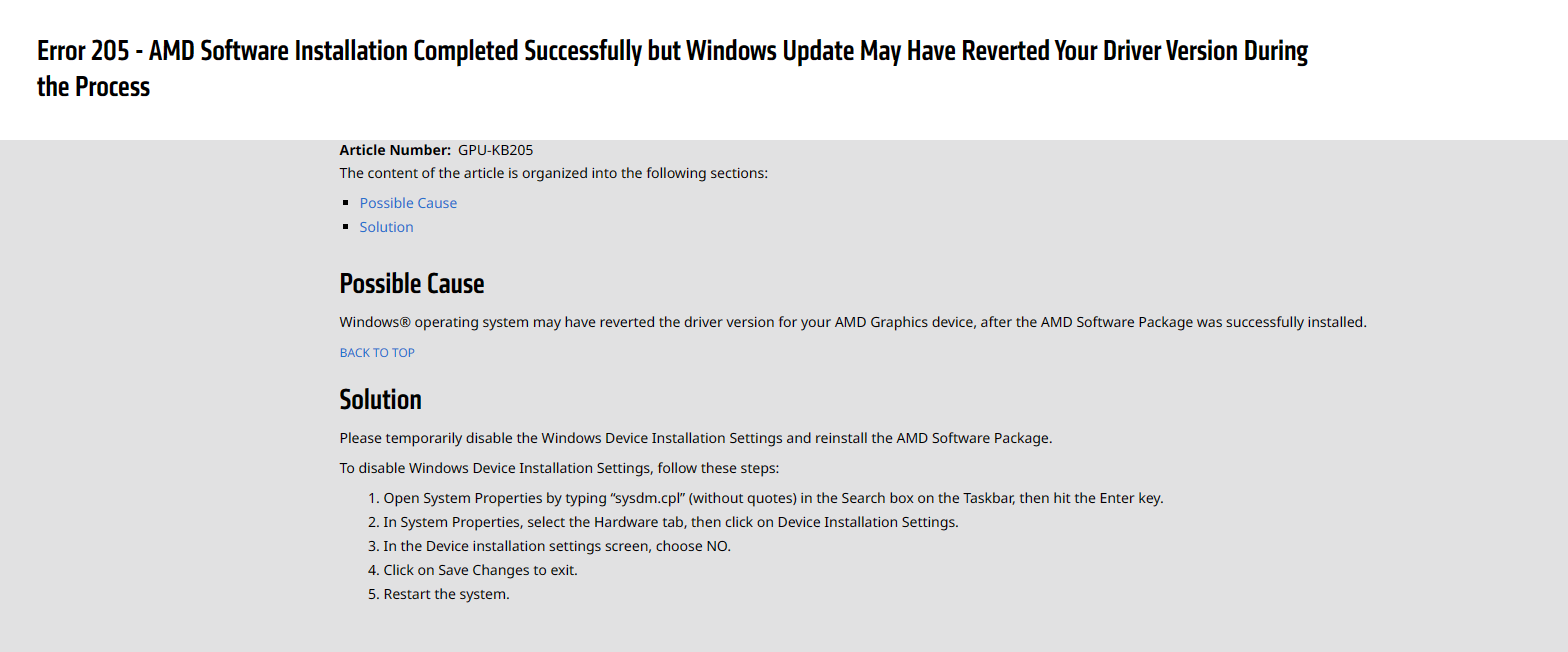 Error 205 - AMD Software Installation Completed Successfully but Windows Update May Have Reverted Your Driver Version During
the Process
Article Number: GPU-KB205
The content of the article is organized into the following sections:
Possible Cause
Solution
Possible Cause
Windows® operating system may have reverted the driver version for your AMD Graphics device, after the AMD Software Package was successfully installed.
BACK TO TOP
Solution
Please temporarily disable the Windows Device Installation Settings and reinstall the AMD Software Package.
To disable Windows Device Installation Settings, follow these steps:
1. Open System Properties by typing “sysdm.cpl” (without quotes) in the Search box on the Taskbar, then hit the Enter key.
2. In System Properties, select the Hardware tab, then click on Device Installation Settings.
3. In the Device installation settings screen, choose NO.
4. Click on Save Changes to exit.
5. Restart the system.